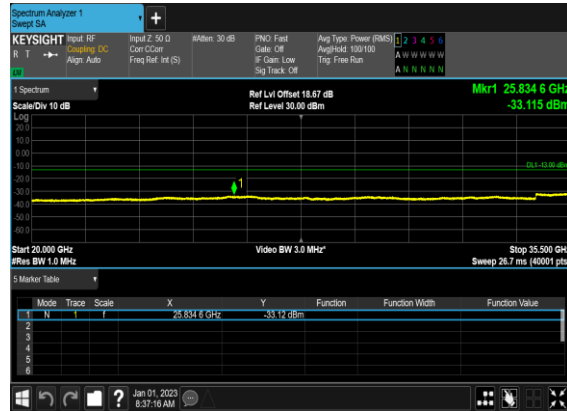 Spectrum Analyzer 1
Swept SA
+
KEYSIGHT
R T
LW
Input: RF
Coupling: DC
Align: Auto
Input Z: 50 Ω
Corr CCorr
Freq Ref: Int (S)
#Atten: 30 dB
PNO: Fast
Gate: Off
IF Gain: Low
Sig Track: Off
Avg Type: Power (RMS)
Avg|Hold: 100/100
Trig: Free Run
1 2 3 4 5 6
A W W W W W
A N N N N N
1 Spectrum
Scale/Div 10 dB
Ref Lvl Offset 18.67 dB
Ref Level 30.00 dBm
Mkr1 25.834 6 GHz
-33.115 dBm
Log
20.0
10.0
0.00
-10.0
-20.0
-30.0
-40.0
-50.0
-60.0
DL1 -13.00 dBm
1
Start 20.000 GHz
#Res BW 1.0 MHz
Video BW 3.0 MHz*
Stop 35.500 GHz
Sweep 26.7 ms (40001 pts
5 Marker Table
Mode Trace Scale X Y Function Function Width Function Value
1 N 1 f 25.834 6 GHz -33.12 dBm
2
3
4
5
6
?
Jan 01, 2023
8:37:16 AM